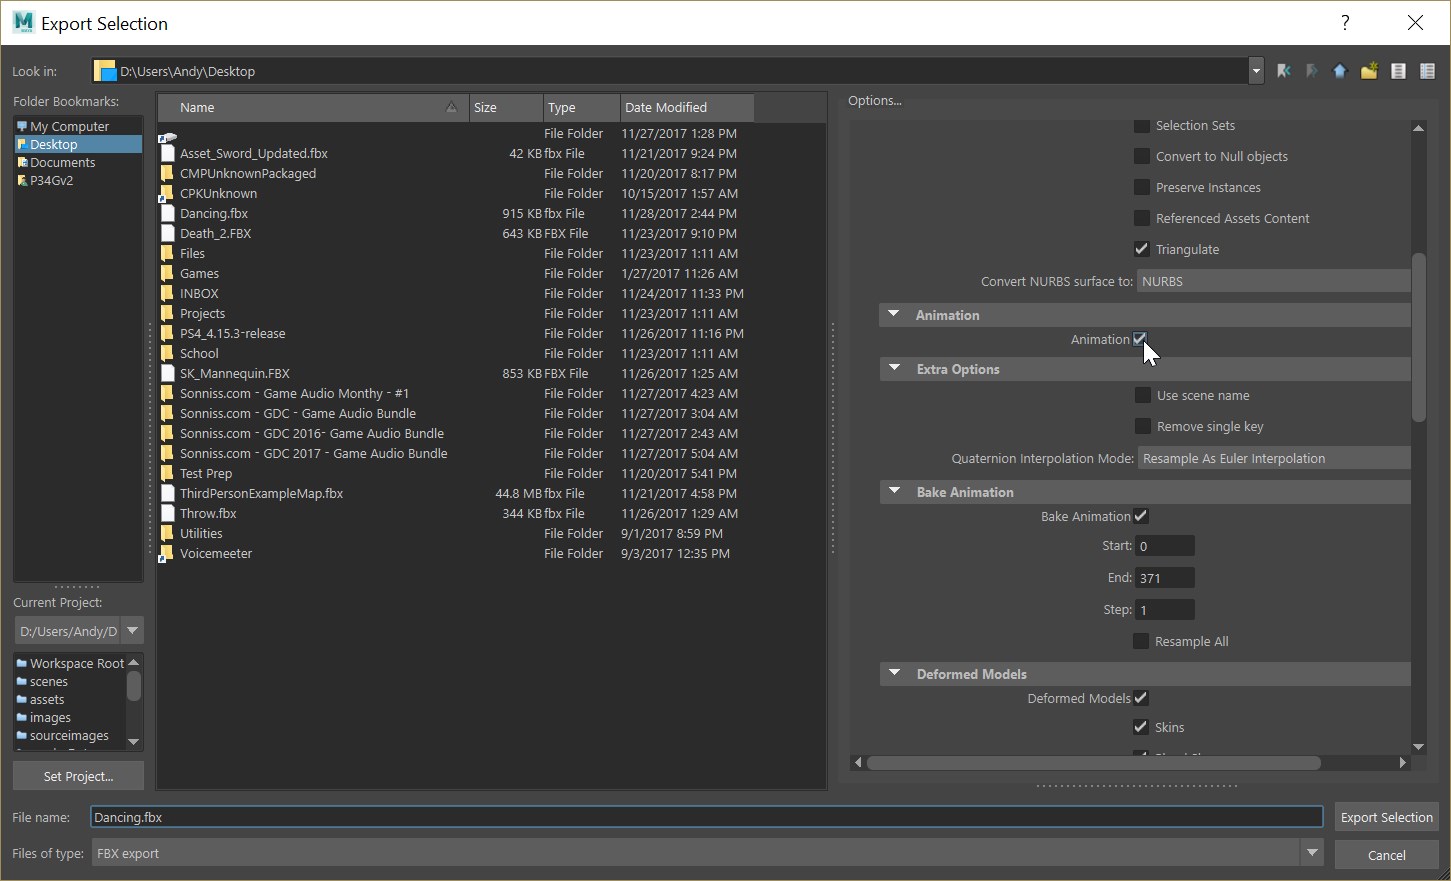 Export Selection
?
Look in:
D:\Users\Andy\Desktop
Folder Bookmarks:
My Computer
Desktop
Documents
P34Gv2
Name Size Type Date Modified
File Folder 11/27/2017 1:28 PM
Asset_Sword_Updated.fbx 42 KB fbx File 11/21/2017 9:24 PM
CMPUnknownPackaged File Folder 11/20/2017 8:17 PM
CPKUnknown File Folder 10/15/2017 1:57 AM
Dancing.fbx 915 KB fbx File 11/28/2017 2:44 PM
Death_2.FBX 643 KB FBX File 11/23/2017 9:10 PM
Files File Folder 11/23/2017 1:11 AM
Games File Folder 1/27/2017 11:26 AM
INBOX File Folder 11/24/2017 11:33 PM
Projects File Folder 11/23/2017 1:11 AM
PS4_4.15.3-release File Folder 11/26/2017 11:16 PM
School File Folder 11/23/2017 1:11 AM
SK_Mannequin.FBX 853 KB FBX File 11/26/2017 1:25 AM
Sonniss.com - Game Audio Monthy - #1 File Folder 11/27/2017 4:23 AM
Sonniss.com - GDC - Game Audio Bundle File Folder 11/27/2017 3:04 AM
Sonniss.com - GDC 2016- Game Audio Bundle File Folder 11/27/2017 2:43 AM
Sonniss.com - GDC 2017 - Game Audio Bundle File Folder 11/27/2017 5:04 AM
Test Prep File Folder 11/20/2017 5:41 PM
ThirdPersonExampleMap.fbx 44.8 MB fbx File 11/21/2017 4:58 PM
Throw.fbx 344 KB fbx File 11/26/2017 1:29 AM
Utilities File Folder 9/1/2017 8:59 PM
Voicemeeter File Folder 9/3/2017 12:35 PM
Options...
Selection Sets
Convert to Null objects
Preserve Instances
Referenced Assets Content
Triangulate
Convert NURBS surface to: NURBS
Animation
Animation
Extra Options
Use scene name
Remove single key
Quaternion Interpolation Mode: Resample As Euler Interpolation
Bake Animation
Bake Animation
Start: 0
End: 371
Step: 1
Resample All
Deformed Models
Deformed Models
Skins
Current Project:
D:/Users/Andy/D
Workspace Root
scenes
assets
images
sourceimages
Set Project...
File name: Dancing.fbx
Export Selection
Files of type: FBX export
Cancel